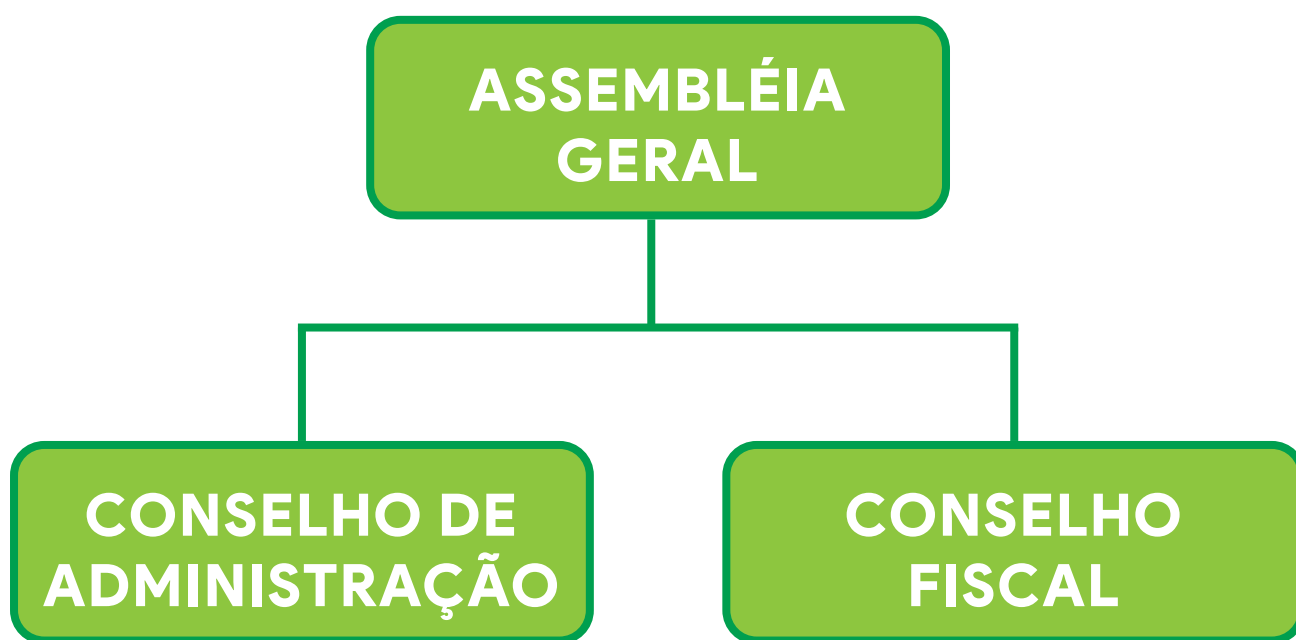 ASSEMBLÉIA
GERAL
CONSELHO DE
ADMINISTRAÇÃO
CONSELHO
FISCAL